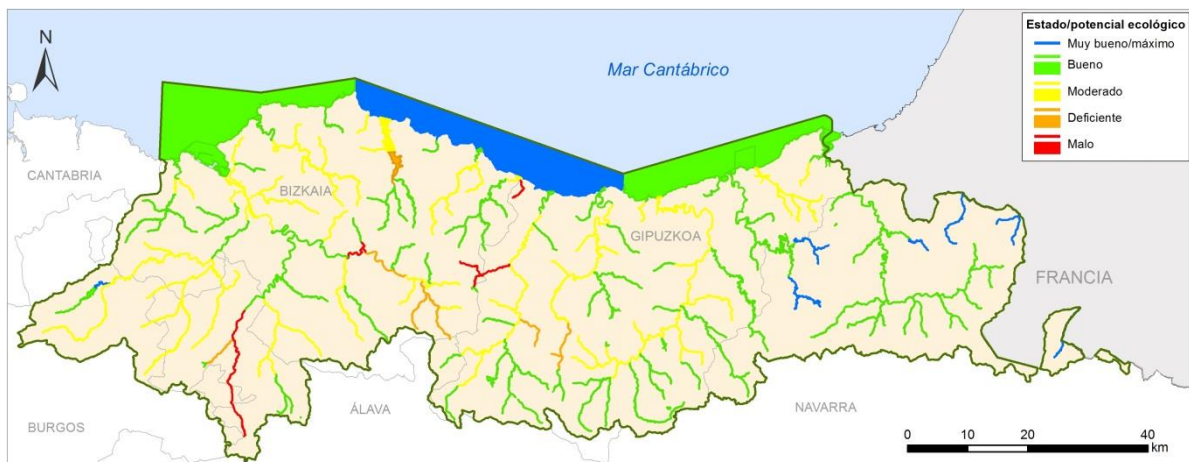 N
Mar Cantábrico
Estado/potencial ecológico
Muy bueno/máximo
Bueno
Moderado
Deficiente
Malo
CANTABRIA
BIZKAIA
GIPUZKOA
FRANCIA
BURGOS
ÁLAVA
NAVARRA
0 10 20 40
km